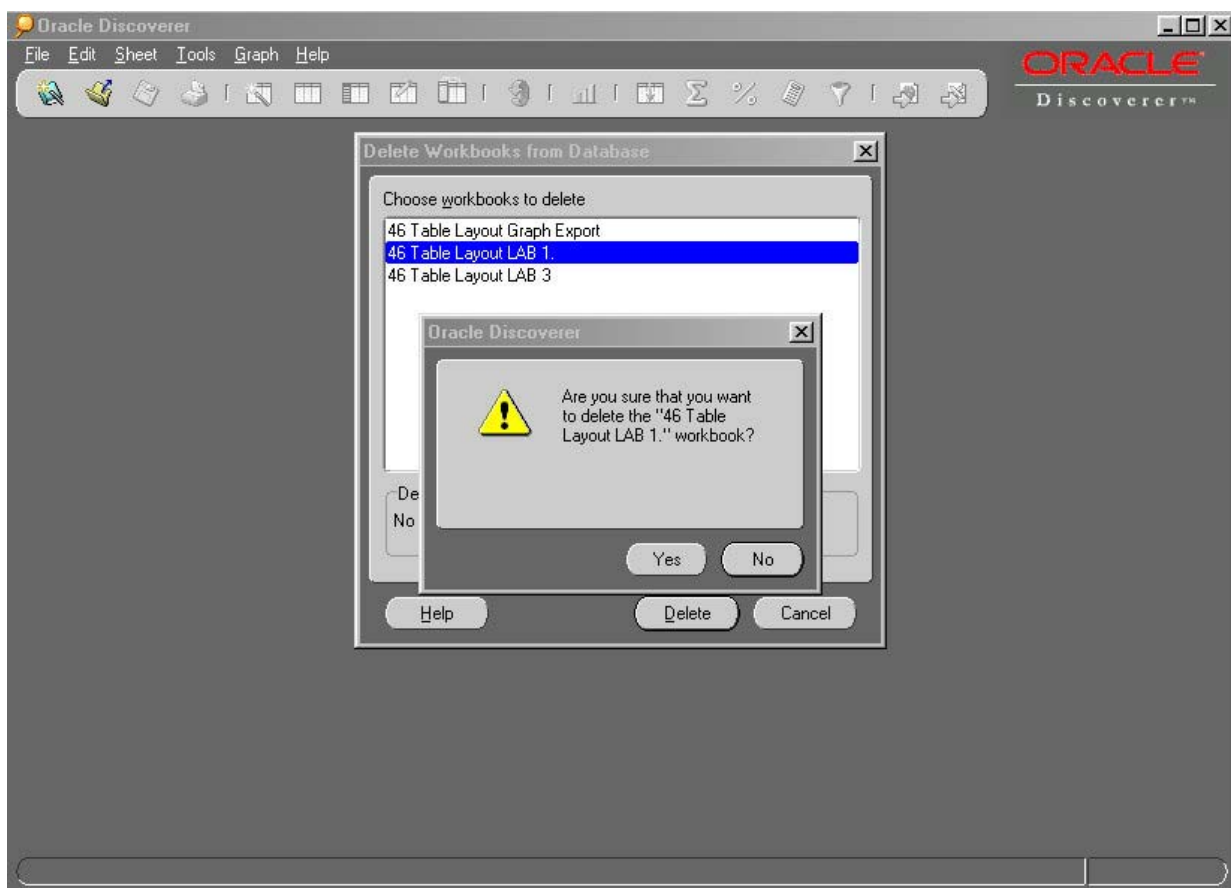 Oracle Discoverer
File Edit Sheet Tools Graph Help
ORACLE
Discoverer™
Delete Workbooks from Database
Choose workbooks to delete
46 Table Layout Graph Export
46 Table Layout LAB 1.
46 Table Layout LAB 3
Oracle Discoverer
Are you sure that you want
to delete the "46 Table
Layout LAB 1." workbook?
De
No
Yes No
Help Delete Cancel